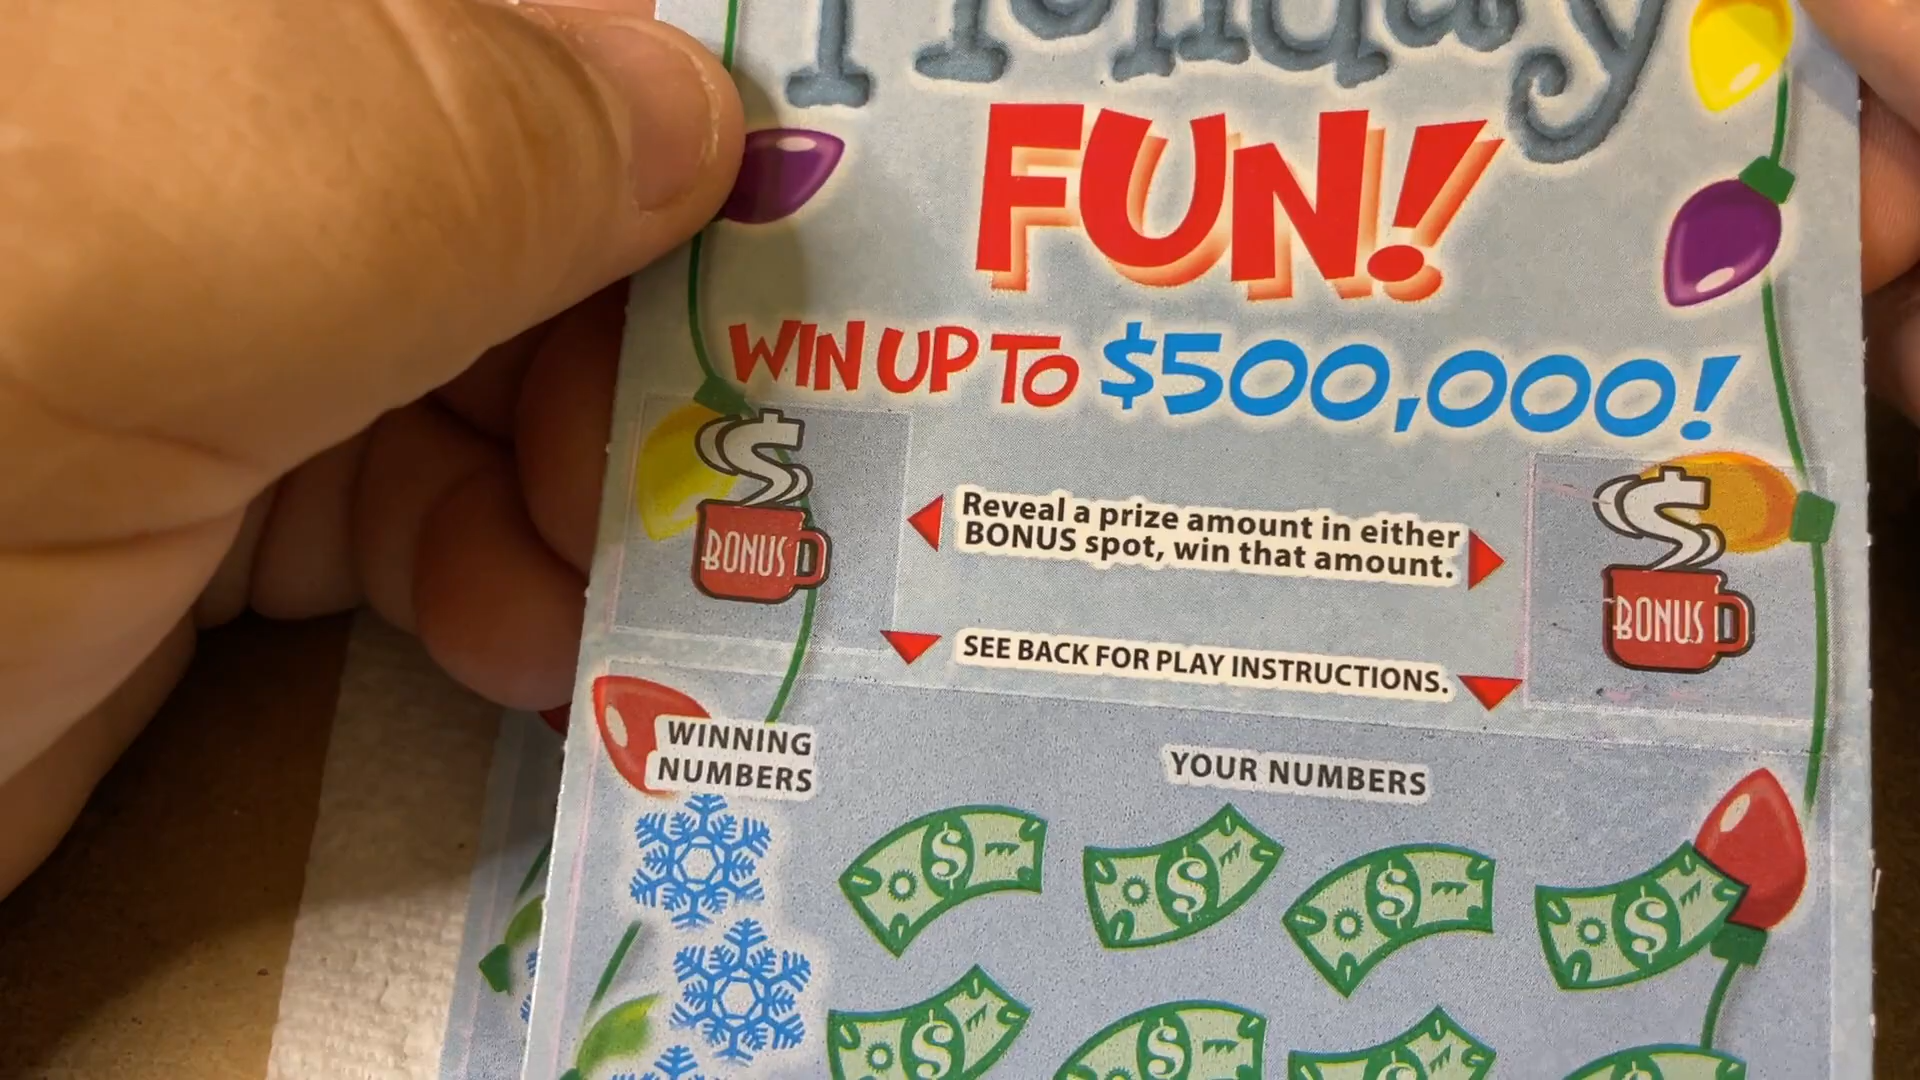 Holiday
FUN!
WIN UP TO $500,000!
$
BONUS
Reveal a prize amount in either
BONUS spot, win that amount.
$
BONUS
SEE BACK FOR PLAY INSTRUCTIONS.
WINNING
NUMBERS
YOUR NUMBERS
$ $ $ $
$ $ $